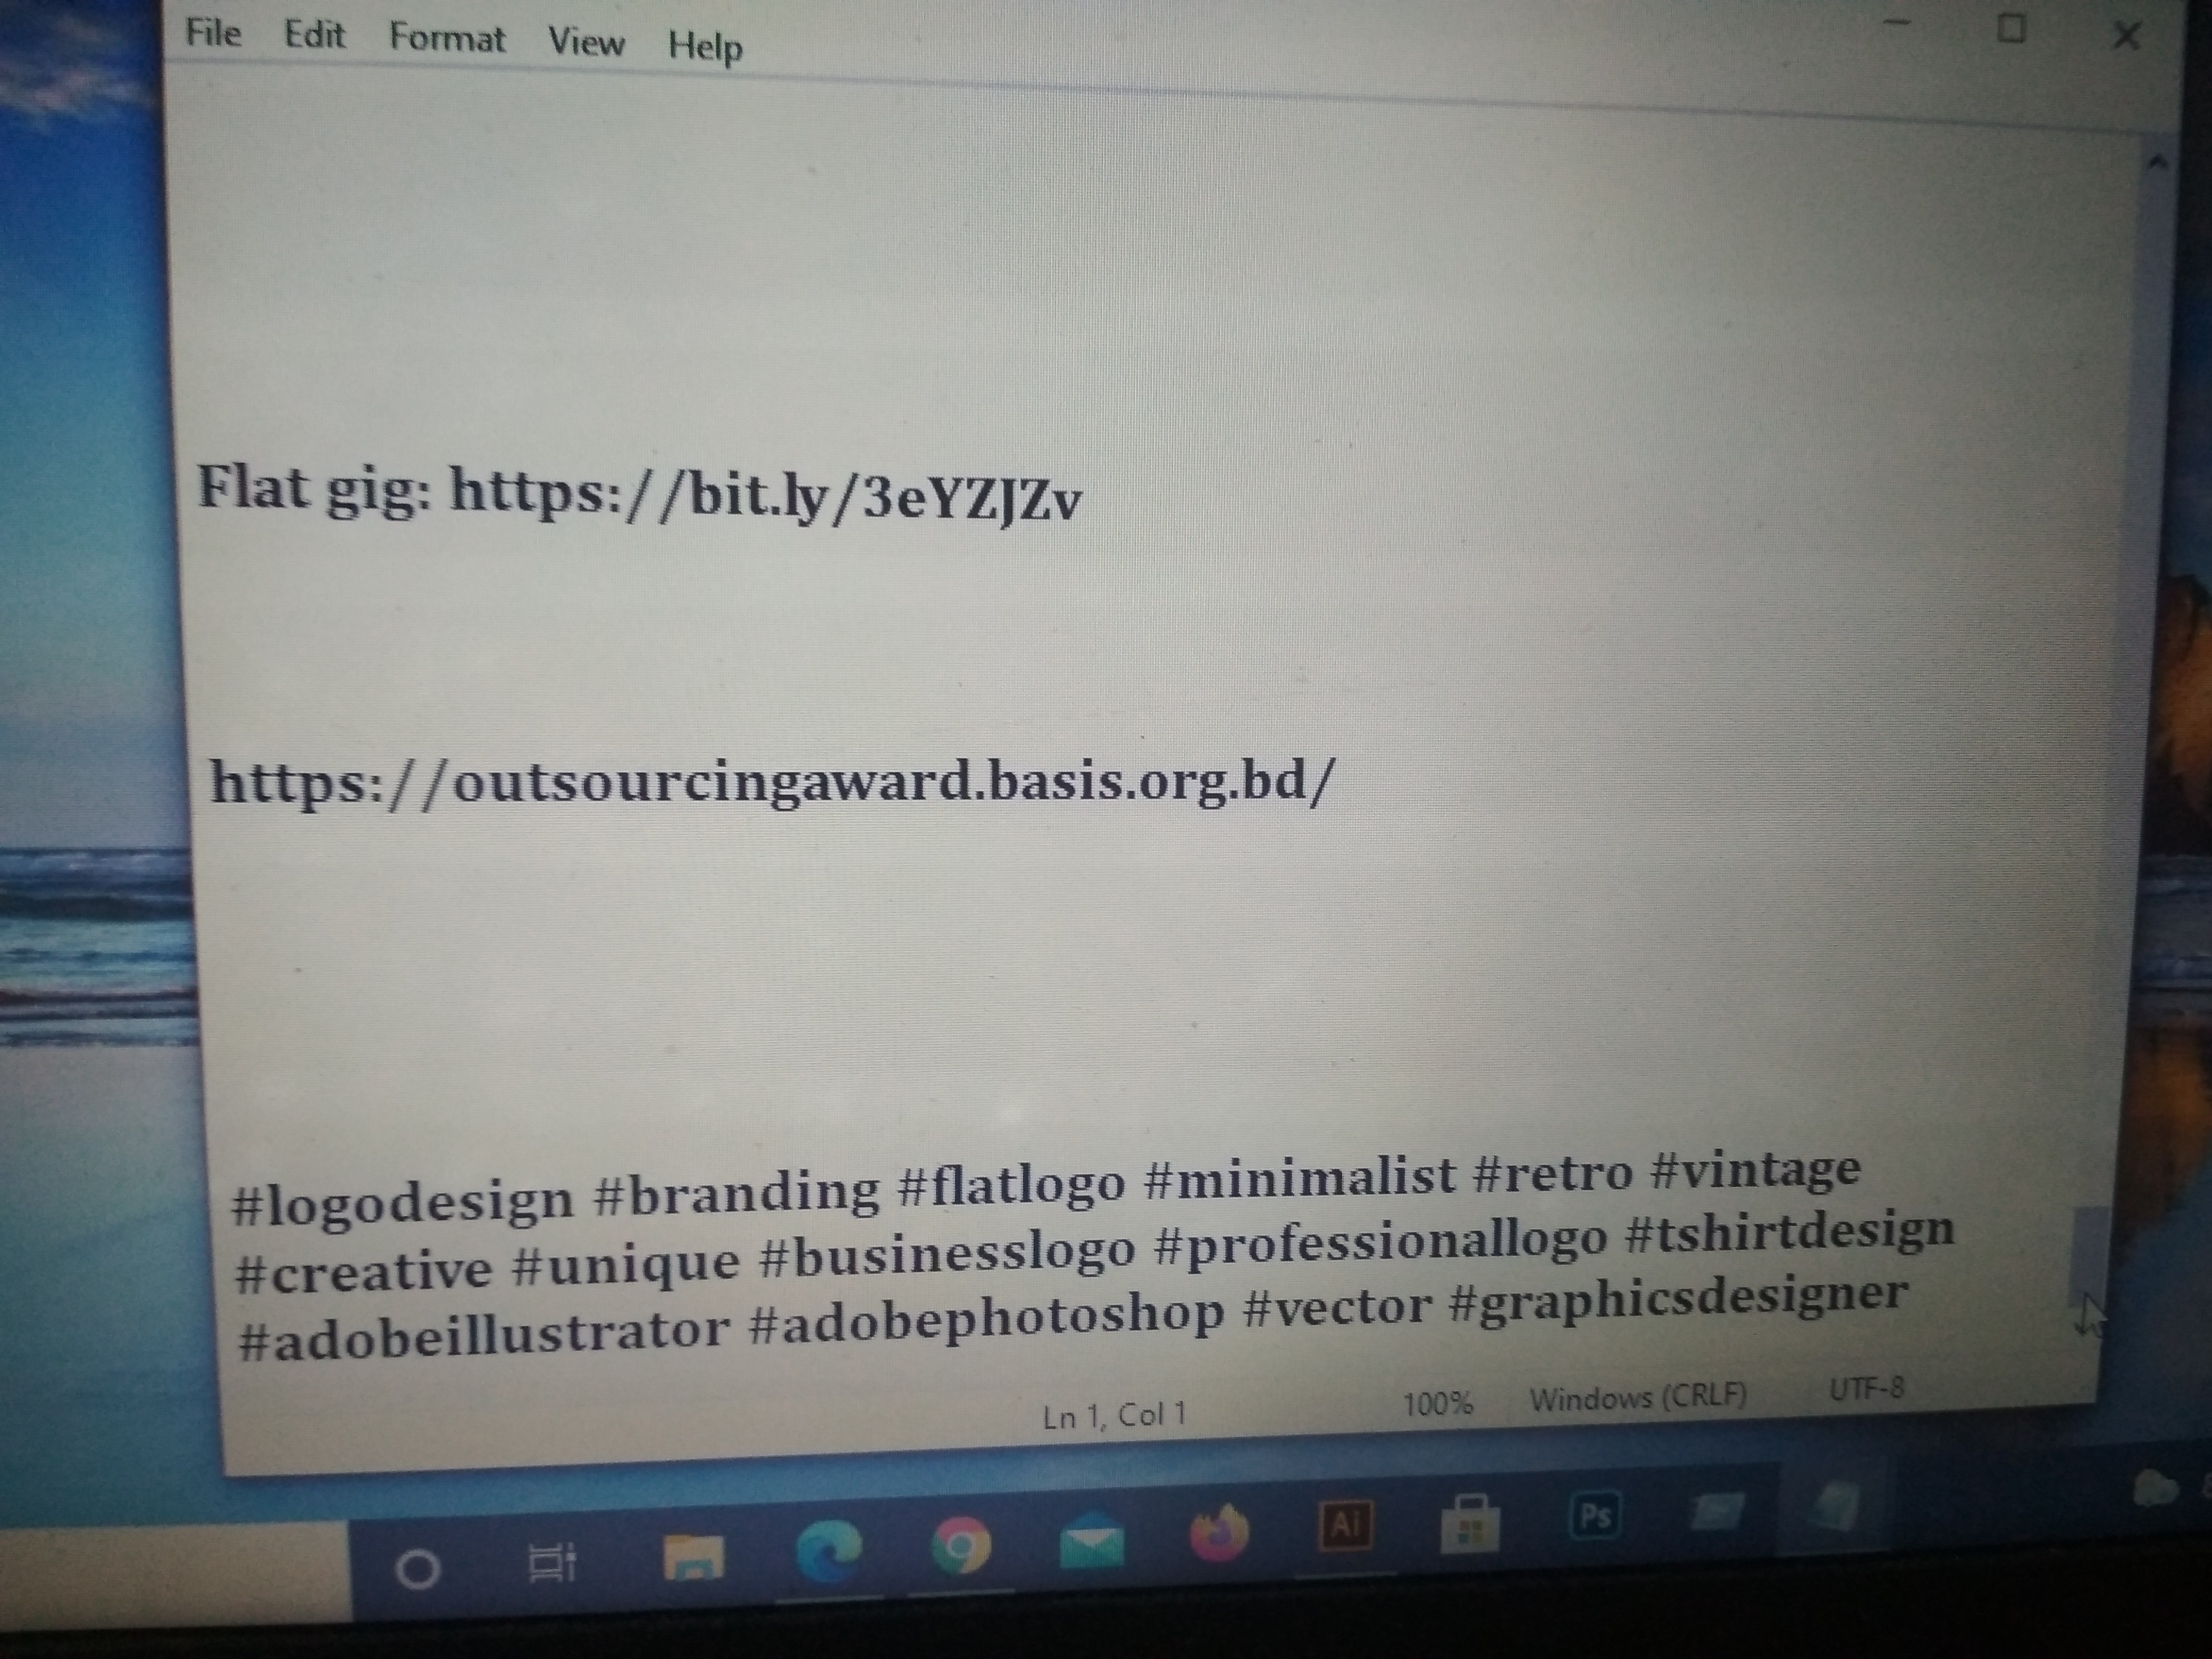 File Edit Format View Help
Flat gig: https://bit.ly/3eYZJZv
https://outsourcingaward.basis.org.bd/
#logodesign #branding #flatlogo #minimalist #retro #vintage
#creative #unique #businesslogo #professionallogo #tshirtdesign
#adobeillustrator #adobephotoshop #vector #graphicsdesigner
Ln 1, Col 1 100% Windows (CRLF) UTF-8
Ai Ps